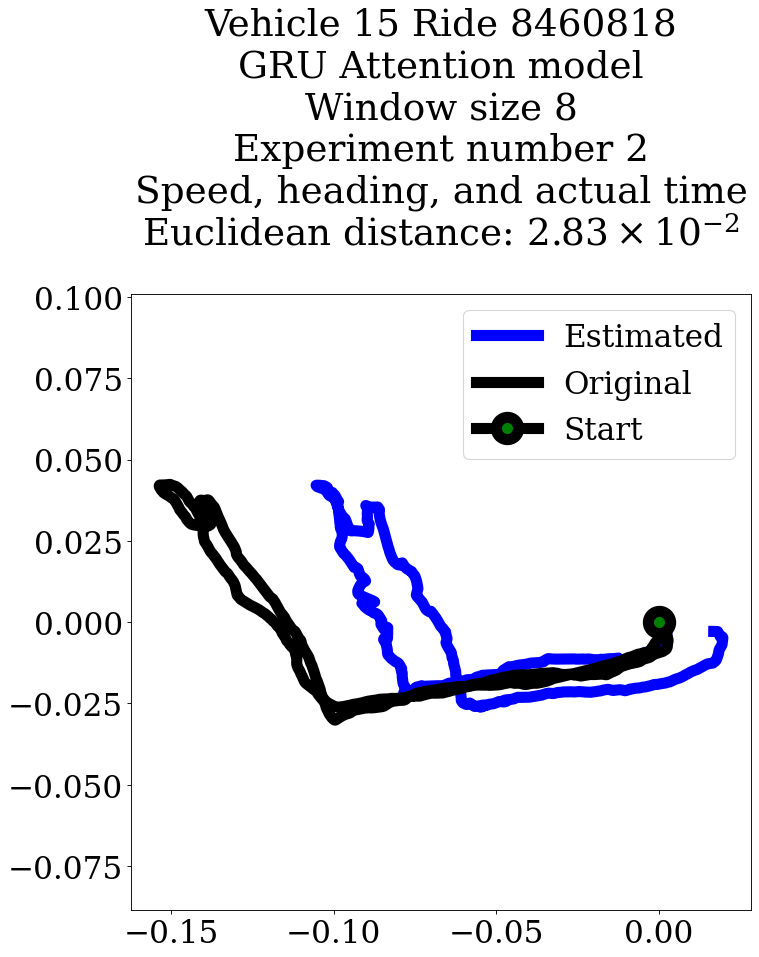 Vehicle 15 Ride 8460818
GRU Attention model
Window size 8
Experiment number 2
Speed, heading, and actual time
Euclidean distance: 2.83 × 10⁻²
0.100
0.075
0.050
0.025
0.000
−0.025
−0.050
−0.075
Estimated
Original
Start
−0.15
−0.10
−0.05
0.00